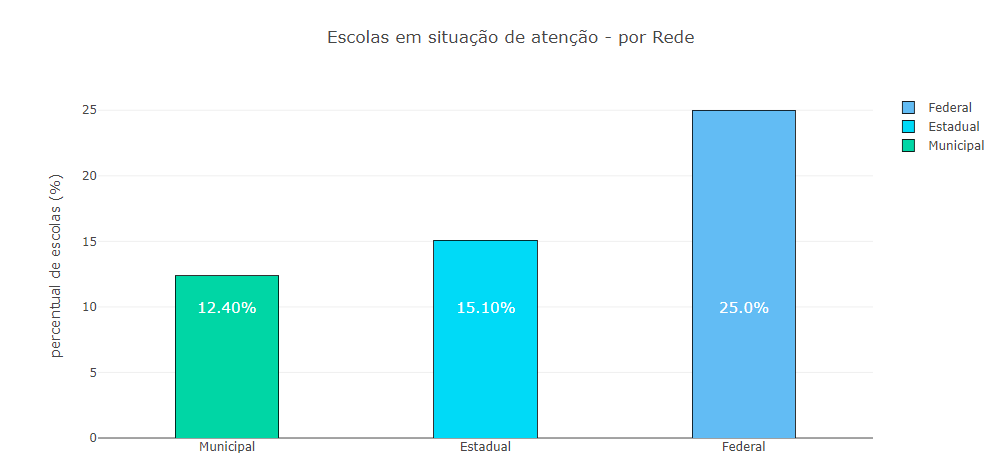 Escolas em situação de atenção - por Rede
percentual de escolas (%)
25
20
15
10
5
0
12.40%
15.10%
25.0%
Municipal
Estadual
Federal
Federal
Estadual
Municipal